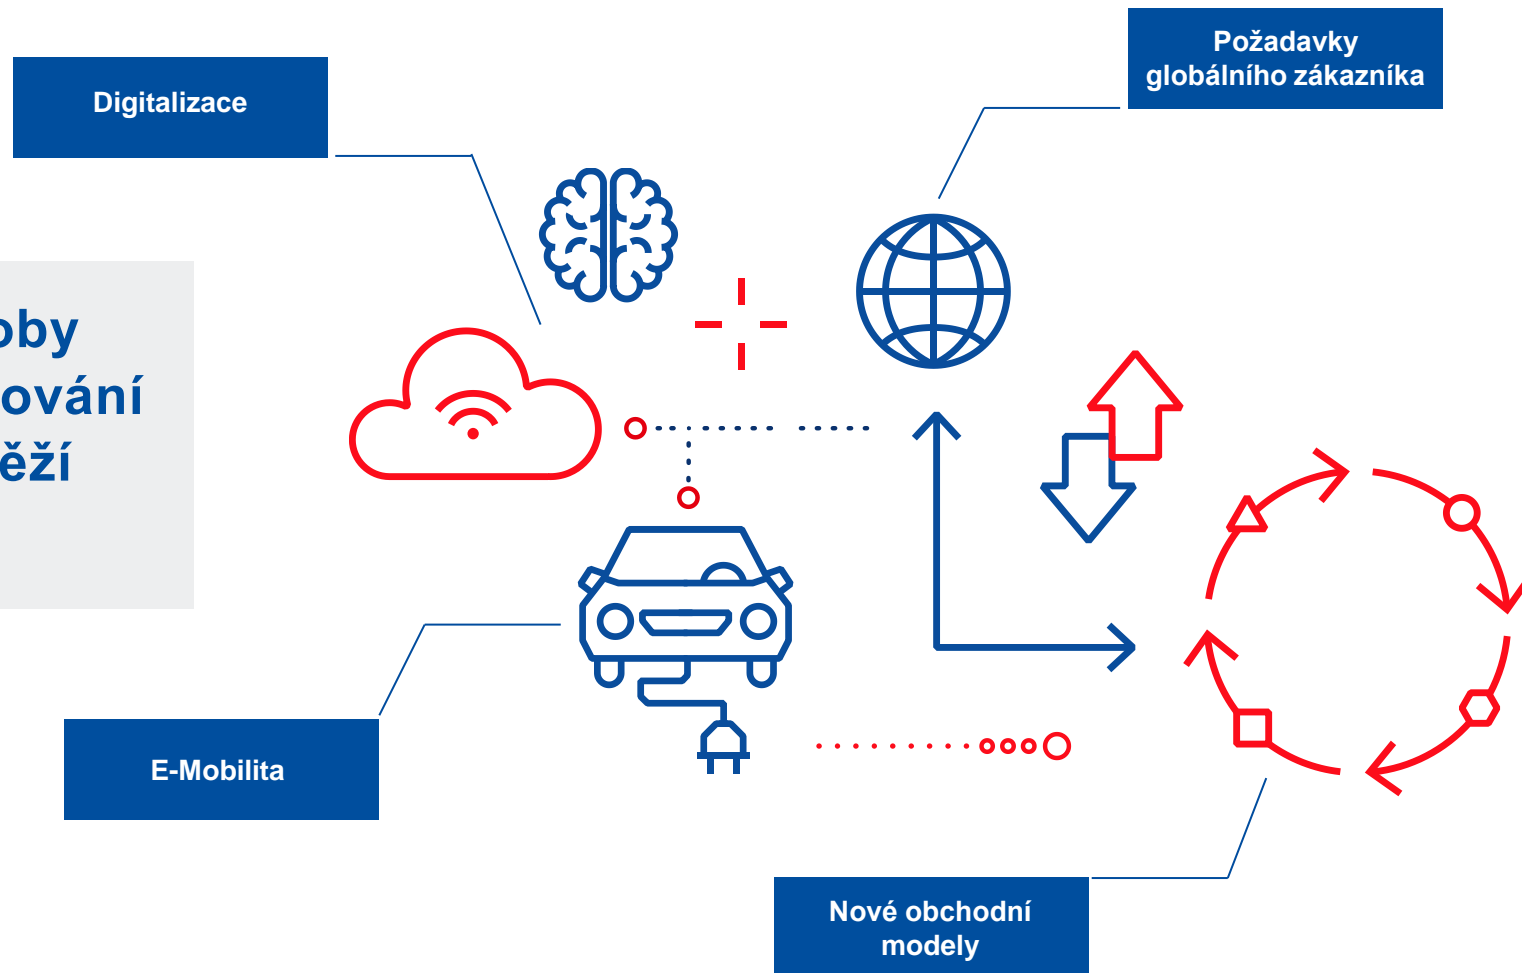 Požadavky
globálního zákazníka
Digitalizace
oby
ování
ěží
E-Mobilita
Nové obchodní
modely